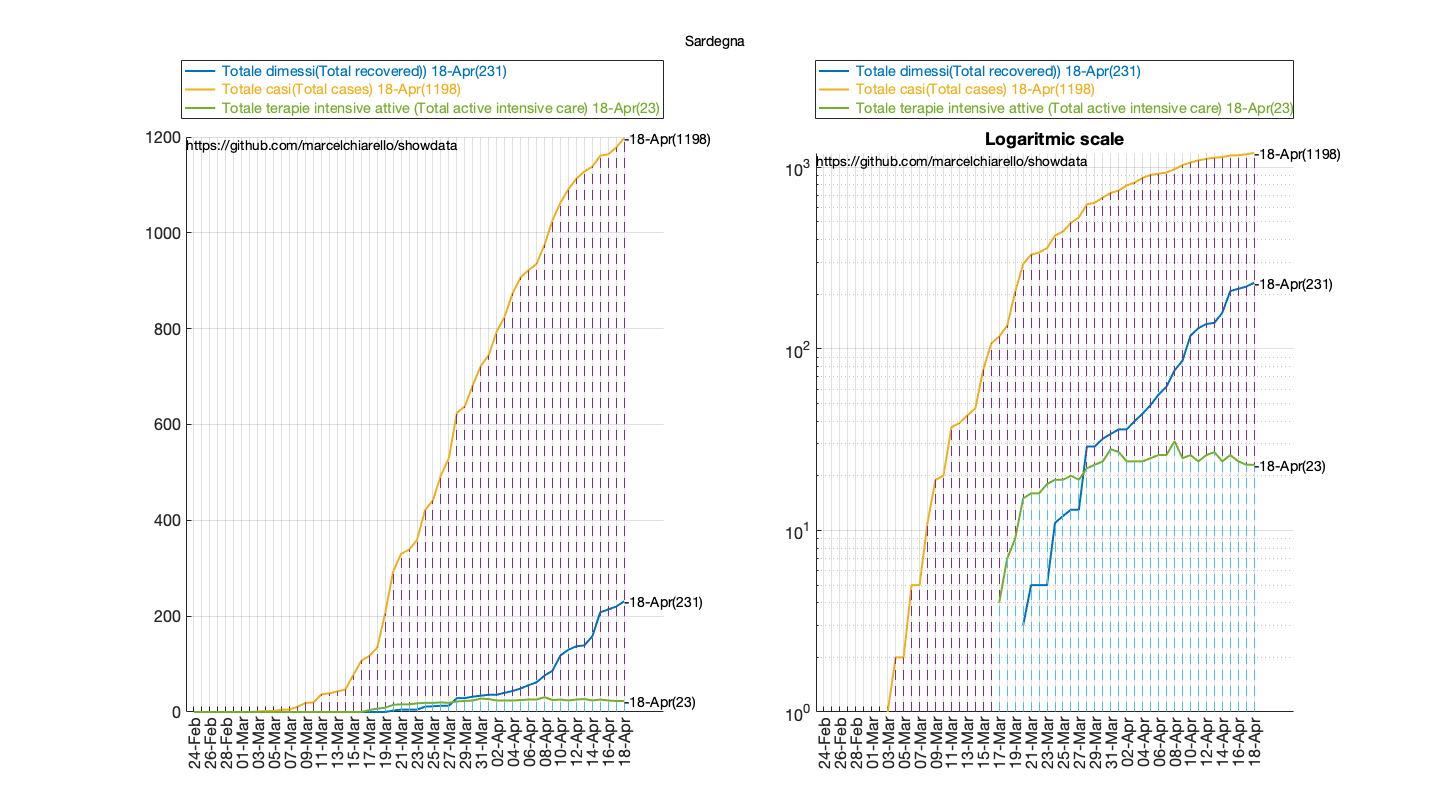 Sardegna
Totale dimessi(Total recovered)) 18-Apr(231)
Totale casi(Total cases) 18-Apr(1198)
Totale terapie intensive attive (Total active intensive care) 18-Apr(23)
https://github.com/marcelchiarello/showdata
1200
1000
800
600
400
200
0
18-Apr(1198)
18-Apr(231)
18-Apr(23)
24-Feb
26-Feb
28-Feb
01-Mar
03-Mar
05-Mar
07-Mar
09-Mar
11-Mar
13-Mar
15-Mar
17-Mar
19-Mar
21-Mar
23-Mar
25-Mar
27-Mar
29-Mar
31-Mar
02-Apr
04-Apr
06-Apr
08-Apr
10-Apr
12-Apr
14-Apr
16-Apr
18-Apr
Totale dimessi(Total recovered)) 18-Apr(231)
Totale casi(Total cases) 18-Apr(1198)
Totale terapie intensive attive (Total active intensive care) 18-Apr(23)
Logaritmic scale
https://github.com/marcelchiarello/showdata
10^3
10^2
10^1
10^0
18-Apr(1198)
18-Apr(231)
18-Apr(23)
24-Feb
26-Feb
28-Feb
01-Mar
03-Mar
05-Mar
07-Mar
09-Mar
11-Mar
13-Mar
15-Mar
17-Mar
19-Mar
21-Mar
23-Mar
25-Mar
27-Mar
29-Mar
31-Mar
02-Apr
04-Apr
06-Apr
08-Apr
10-Apr
12-Apr
14-Apr
16-Apr
18-Apr